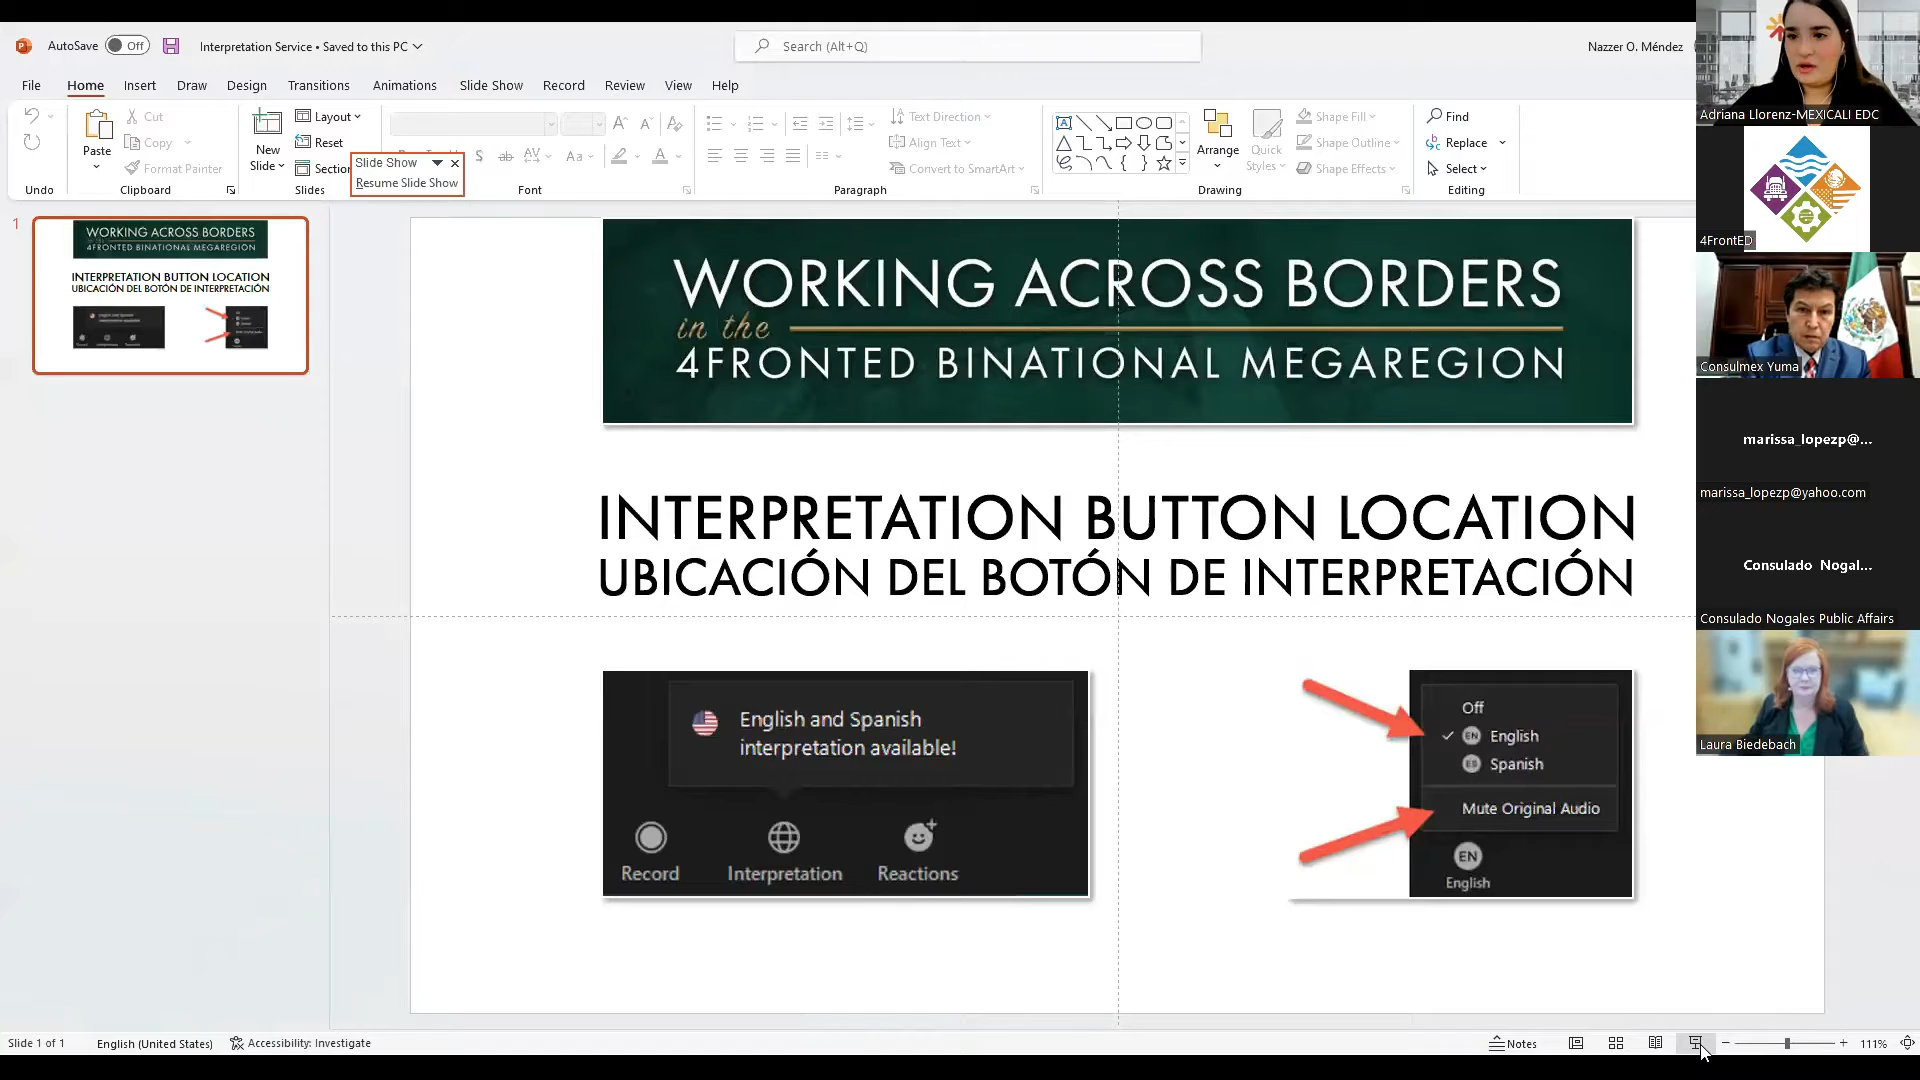 AutoSave Off Interpretation Service • Saved to this PC Search (Alt+Q) Nazzer O. Méndez
File Home Insert Draw Design Transitions Animations Slide Show Record Review View Help
Paste
Cut
Copy
Format Painter
New
Slide
Layout
Reset
Section
Slide Show
Resume Slide Show
Text Direction
Align Text
Convert to SmartArt
Arrange
Quick
Styles
Shape Fill
Shape Outline
Shape Effects
Find
Replace
Select
Undo Clipboard Slides Font Paragraph Drawing Editing
1
WORKING ACROSS BORDERS
in the
4FRONTED BINATIONAL MEGAREGION
INTERPRETATION BUTTON LOCATION
UBICACIÓN DEL BOTÓN DE INTERPRETACIÓN
WORKING ACROSS BORDERS
in the
4FRONTED BINATIONAL MEGAREGION
INTERPRETATION BUTTON LOCATION
UBICACIÓN DEL BOTÓN DE INTERPRETACIÓN
English and Spanish
interpretation available!
Record Interpretation Reactions
Off
EN English
ES Spanish
Mute Original Audio
EN
English
Adriana Llorenz-MEXICALI EDC
4FrontED
Consulmex Yuma
marissa_lopezp@...
marissa_lopezp@yahoo.com
Consulado Nogal...
Consulado Nogales Public Affairs
Laura Biedebach
Slide 1 of 1 English (United States) Accessibility: Investigate Notes 111%